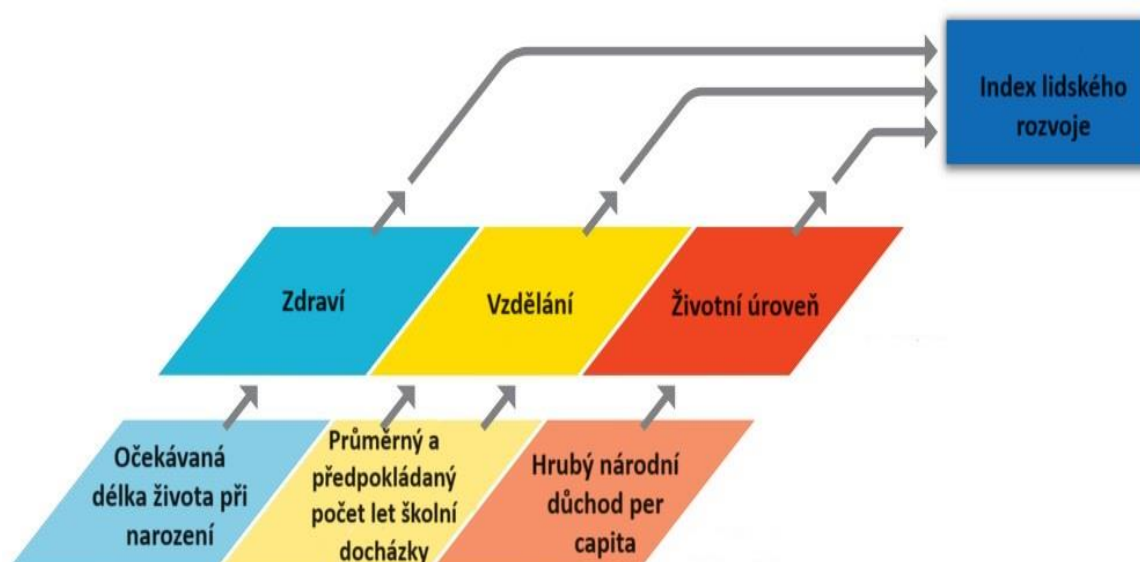 Index lidského
rozvoje
Zdraví
Vzdělání
Životní úroveň
Očekávaná
délka života při
narození
Průměrný a
předpokládaný
počet let školní
docházky
Hrubý národní
důchod per
capita